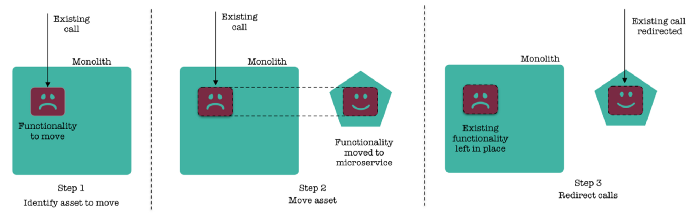 Existing
call
Monolith
Functionality
to move
Step 1
Identify asset to move
Existing
call
Monolith
Functionality
moved to
microservice
Step 2
Move asset
Existing call
redirected
Monolith
Existing
functionality
left in place
Step 3
Redirect calls